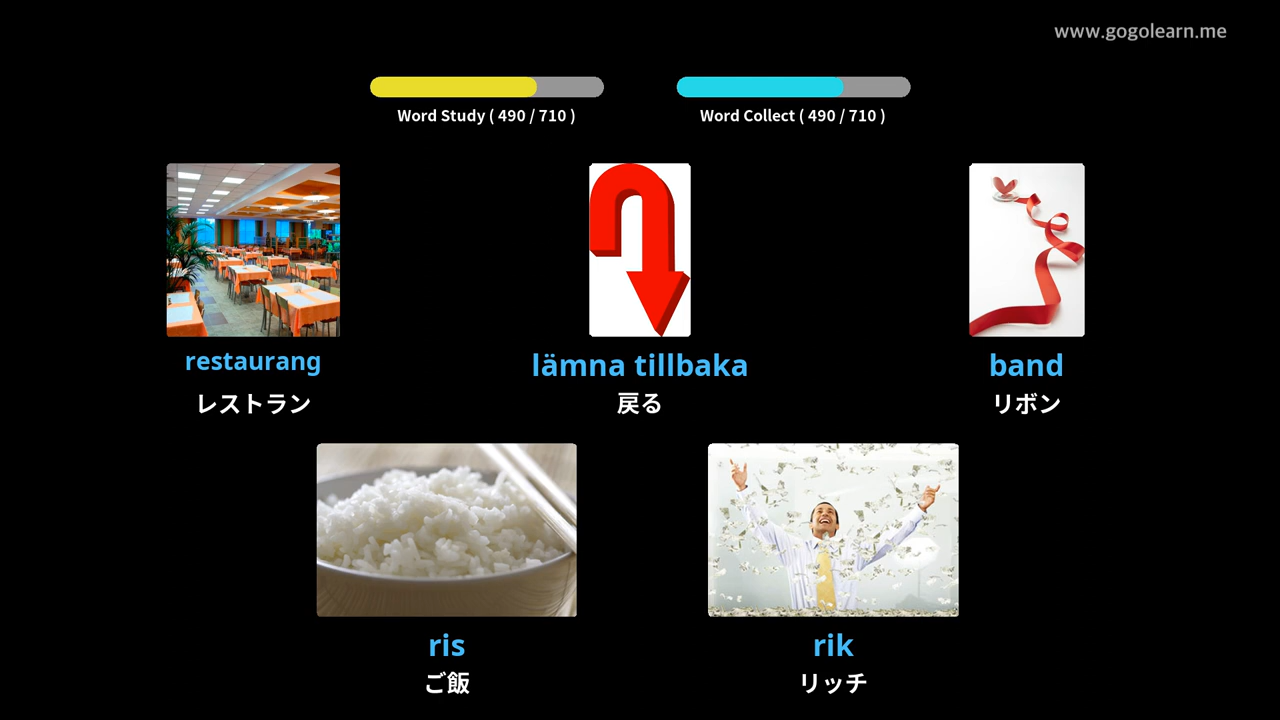 www.gogolearn.me
Word Study ( 490 / 710 )
Word Collect ( 490 / 710 )
restaurang
レストラン
lämna tillbaka
戻る
band
リボン
ris
ご飯
rik
リッチ